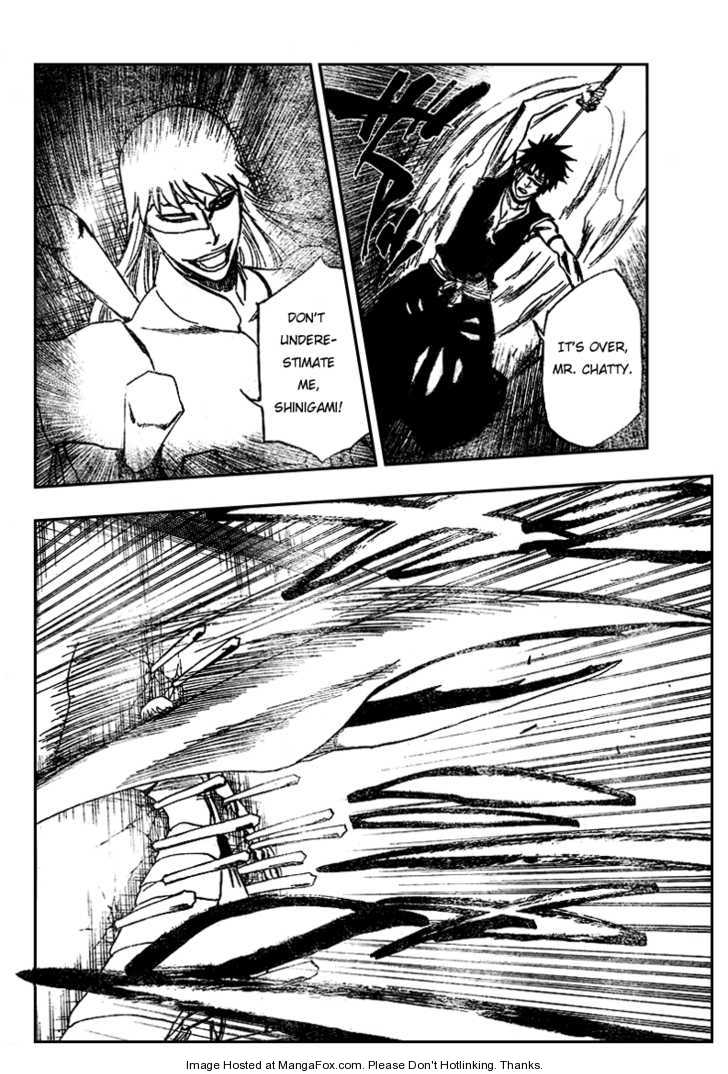 IT'S OVER,
MR. CHATTY.
DON'T
UNDERE-
STIMATE
ME,
SHINIGAMI!
Image Hosted at MangaFox.com. Please Don't Hotlinking. Thanks.